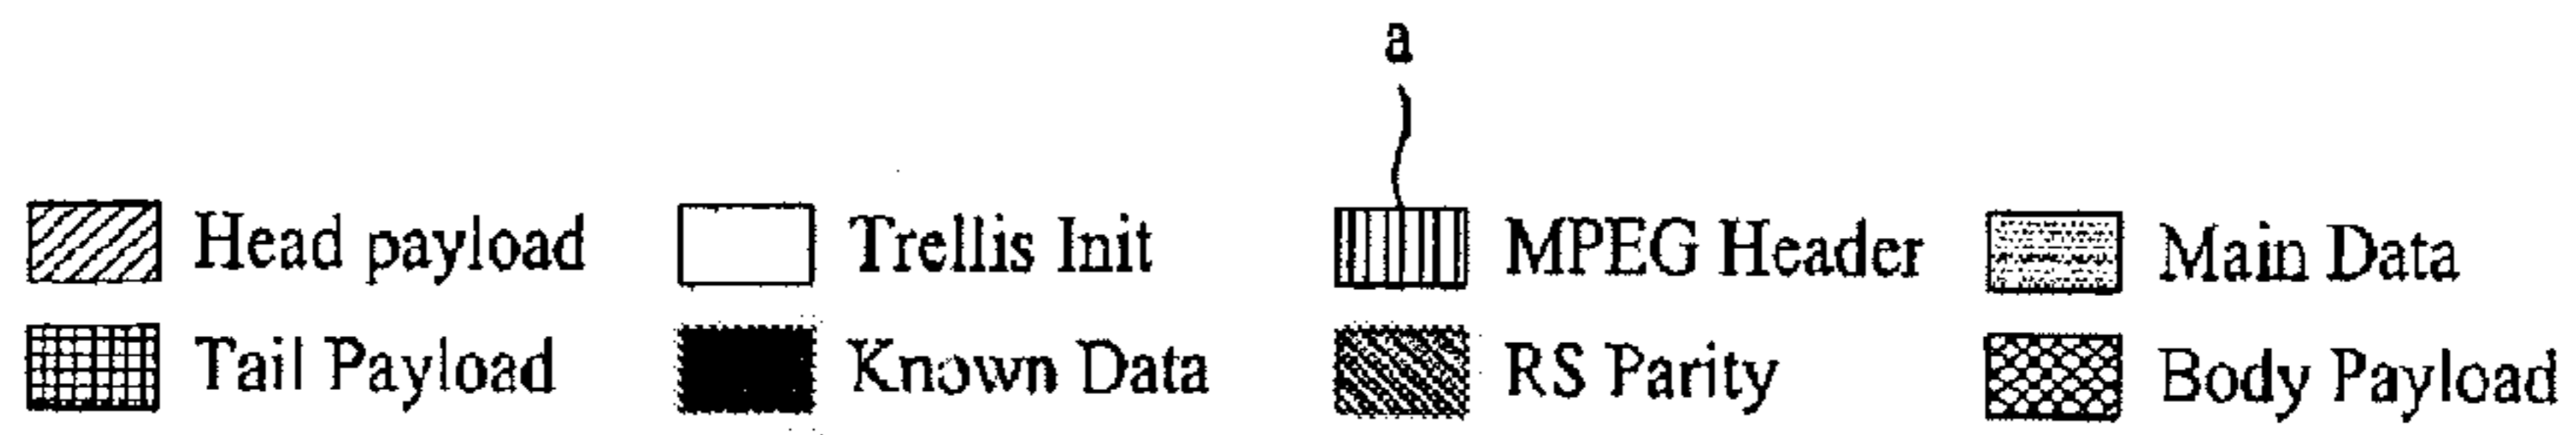 a
Head payload Trellis Init MPEG Header Main Data
Tail Payload Known Data RS Parity Body Payload